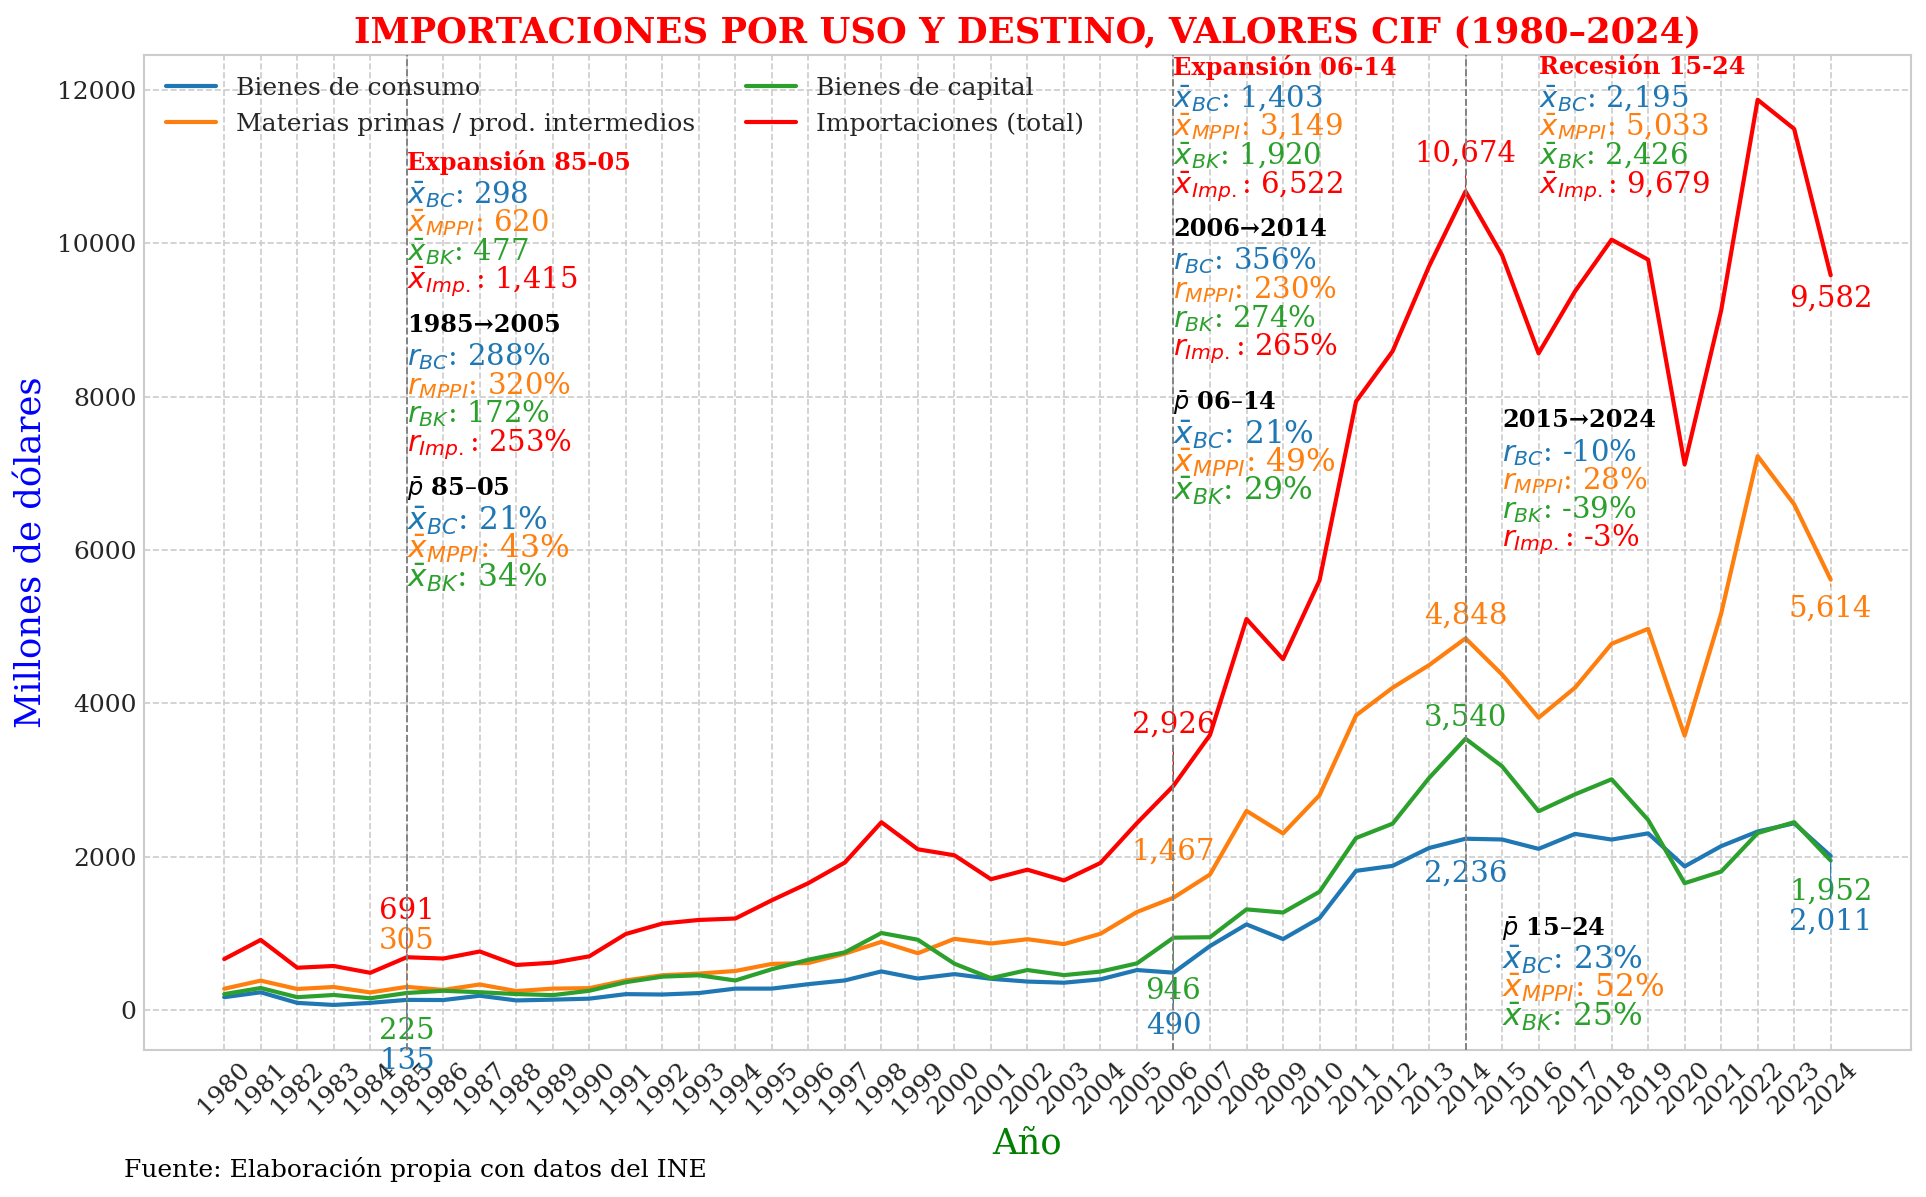 IMPORTACIONES POR USO Y DESTINO, VALORES CIF (1980–2024)
Bienes de consumo
Materias primas / prod. intermedios
Bienes de capital
Importaciones (total)
Expansión 85-05
x̄BC: 298
x̄MPPI: 620
x̄BK: 477
x̄Imp.: 1,415
1985→2005
rBC: 288%
rMPPI: 320%
rBK: 172%
rImp.: 253%
p̄ 85–05
x̄BC: 21%
x̄MPPI: 43%
x̄BK: 34%
Expansión 06-14
x̄BC: 1,403
x̄MPPI: 3,149
x̄BK: 1,920
x̄Imp.: 6,522
2006→2014
rBC: 356%
rMPPI: 230%
rBK: 274%
rImp.: 265%
p̄ 06–14
x̄BC: 21%
x̄MPPI: 49%
x̄BK: 29%
Recesión 15-24
x̄BC: 2,195
x̄MPPI: 5,033
x̄BK: 2,426
x̄Imp.: 9,679
2015→2024
rBC: -10%
rMPPI: 28%
rBK: -39%
rImp.: -3%
p̄ 15–24
x̄BC: 23%
x̄MPPI: 52%
x̄BK: 25%
691
305
225
135
2,926
1,467
946
490
10,674
4,848
3,540
2,236
9,582
5,614
1,952
2,011
Millones de dólares
12000
10000
8000
6000
4000
2000
0
1980
1981
1982
1983
1984
1985
1986
1987
1988
1989
1990
1991
1992
1993
1994
1995
1996
1997
1998
1999
2000
2001
2002
2003
2004
2005
2006
2007
2008
2009
2010
2011
2012
2013
2014
2015
2016
2017
2018
2019
2020
2021
2022
2023
2024
Año
Fuente: Elaboración propia con datos del INE